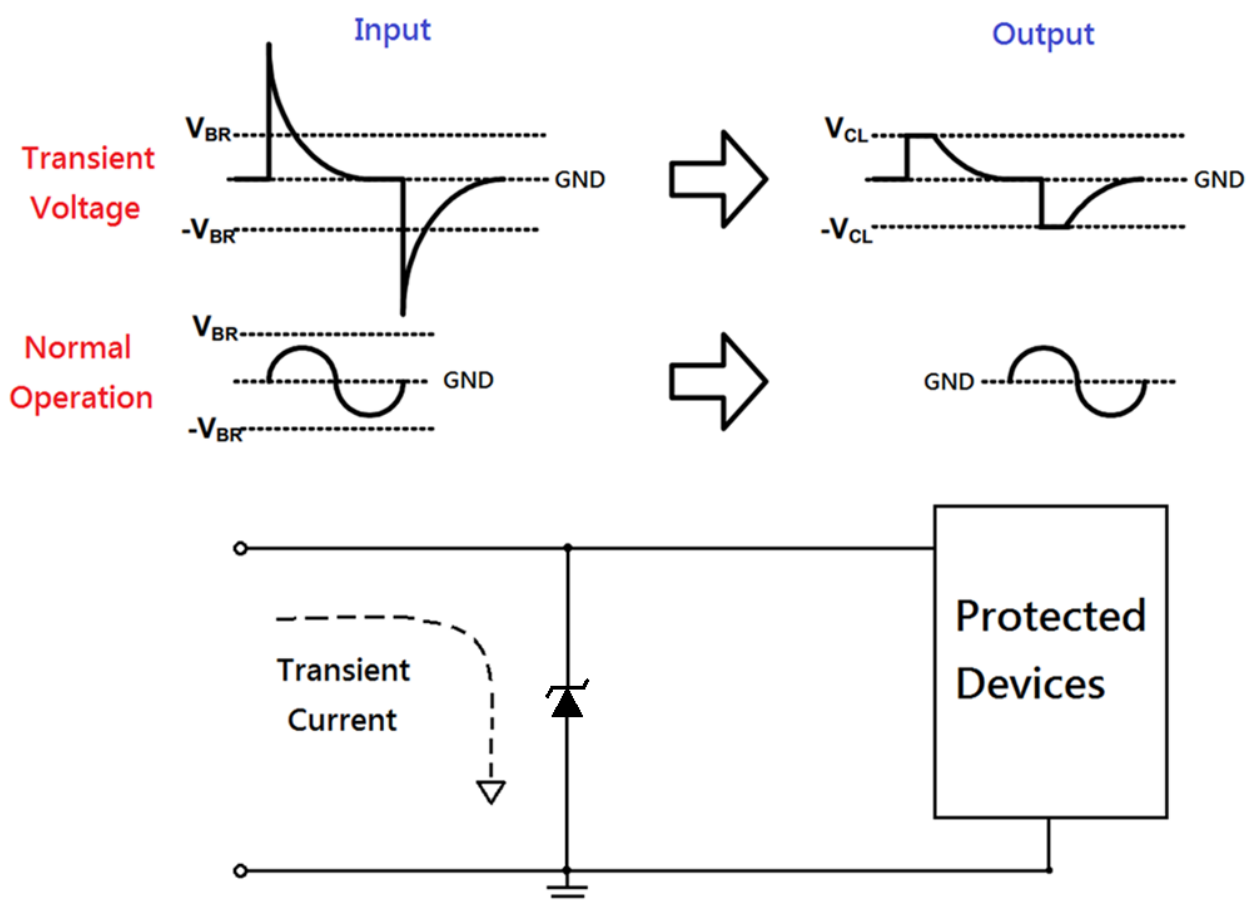 Input
Output
Transient
Voltage
VBR
GND
-VBR
VCL
GND
-VCL
Normal
Operation
VBR
GND
-VBR
GND
Transient
Current
Protected
Devices